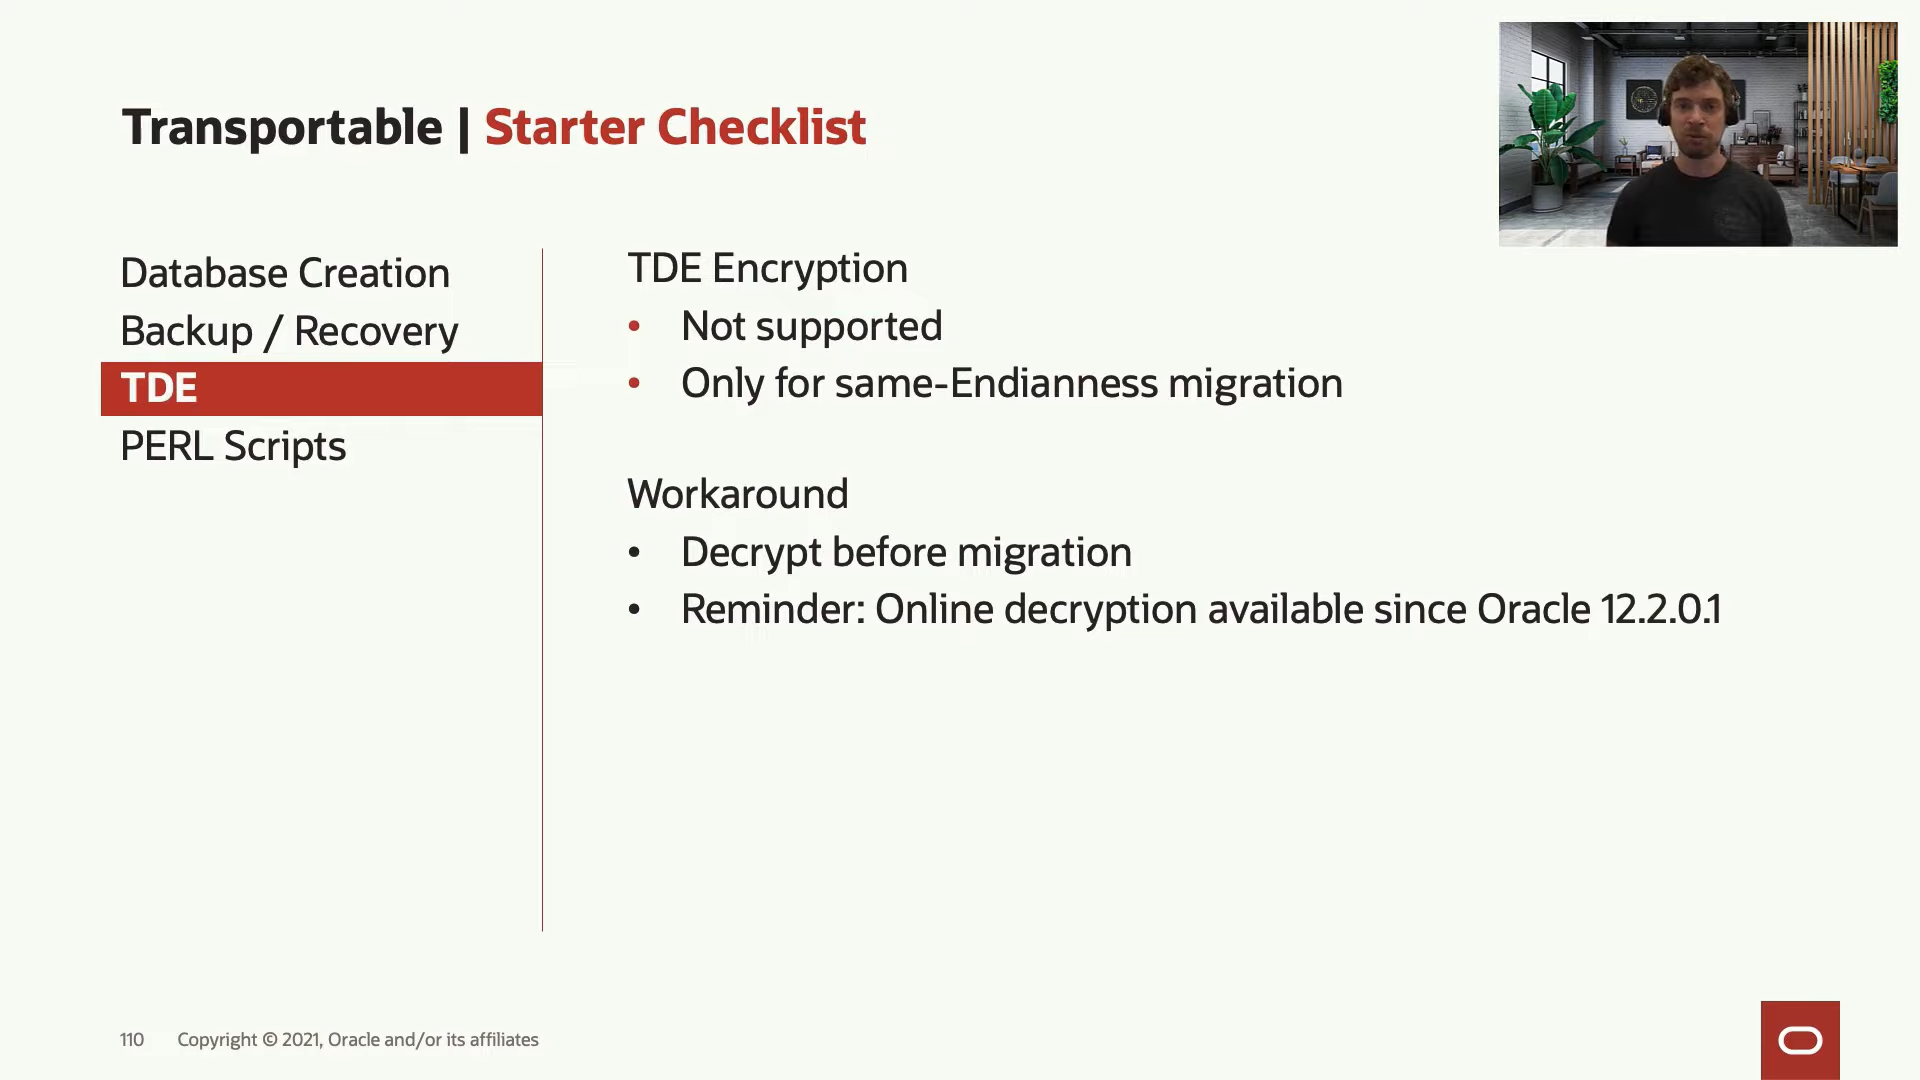 Transportable | Starter Checklist
Database Creation
Backup / Recovery
TDE
PERL Scripts
TDE Encryption
• Not supported
• Only for same-Endianness migration
Workaround
• Decrypt before migration
• Reminder: Online decryption available since Oracle 12.2.0.1
110 Copyright © 2021, Oracle and/or its affiliates